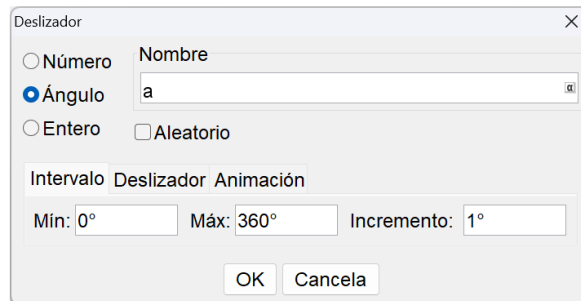 Deslizador
Número
Nombre
Ángulo
a
α
Entero
Aleatorio
Intervalo Deslizador Animación
Mín: 0° Máx: 360° Incremento: 1°
OK Cancela